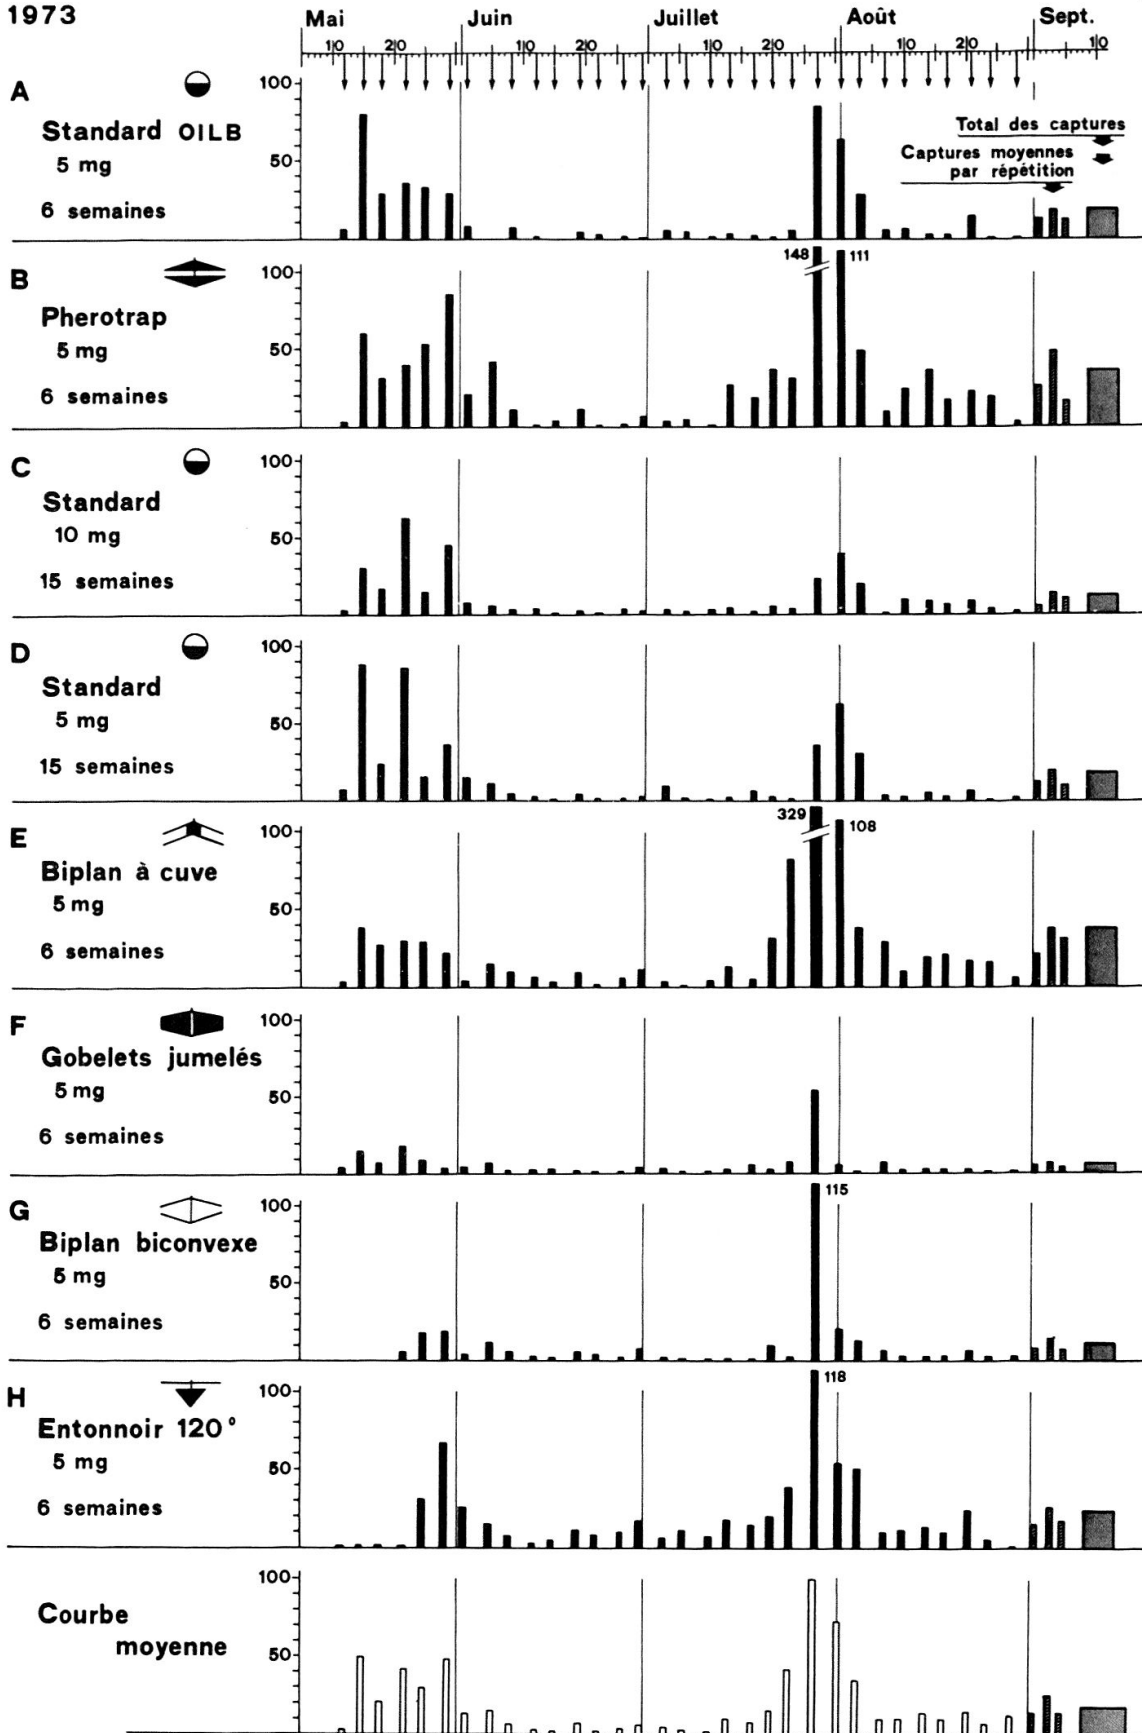 1973
Mai Juin Juillet Août Sept.
10 20 10 20 10 20 10 20 10
A
Standard OILB
5 mg
6 semaines
100
50
Total des captures
Captures moyennes
par répétition
B
Pherotrap
5 mg
6 semaines
100
50
148
111
C
Standard
10 mg
15 semaines
100
50
D
Standard
5 mg
15 semaines
100
50
E
Biplan à cuve
5 mg
6 semaines
100
50
329
108
F
Gobelets jumelés
5 mg
6 semaines
100
50
G
Biplan biconvexe
5 mg
6 semaines
100
50
115
H
Entonnoir 120°
5 mg
6 semaines
100
50
118
Courbe
moyenne
100
50